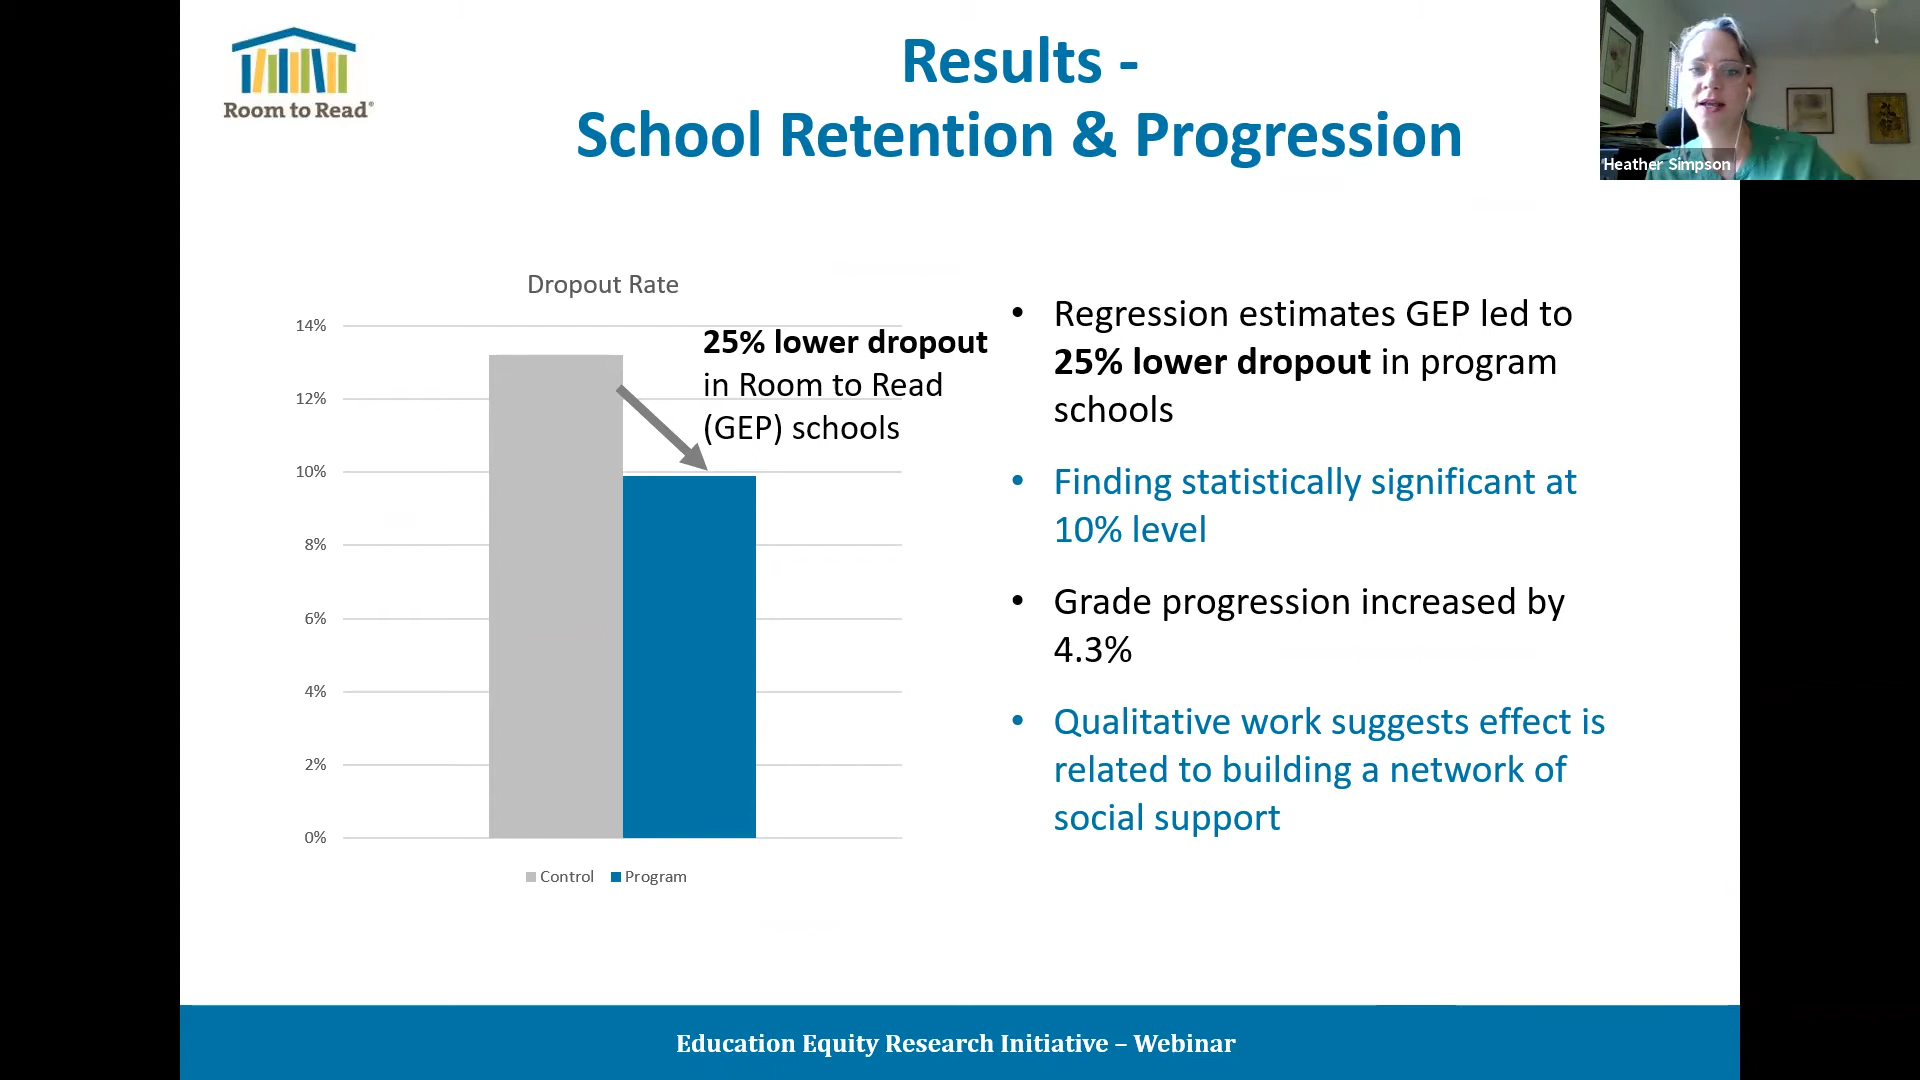 Room to Read®
Results -
School Retention & Progression
Heather Simpson
Dropout Rate
14%
12%
10%
8%
6%
4%
2%
0%
25% lower dropout
in Room to Read
(GEP) schools
Control Program
• Regression estimates GEP led to
25% lower dropout in program
schools
• Finding statistically significant at
10% level
• Grade progression increased by
4.3%
• Qualitative work suggests effect is
related to building a network of
social support
Education Equity Research Initiative – Webinar